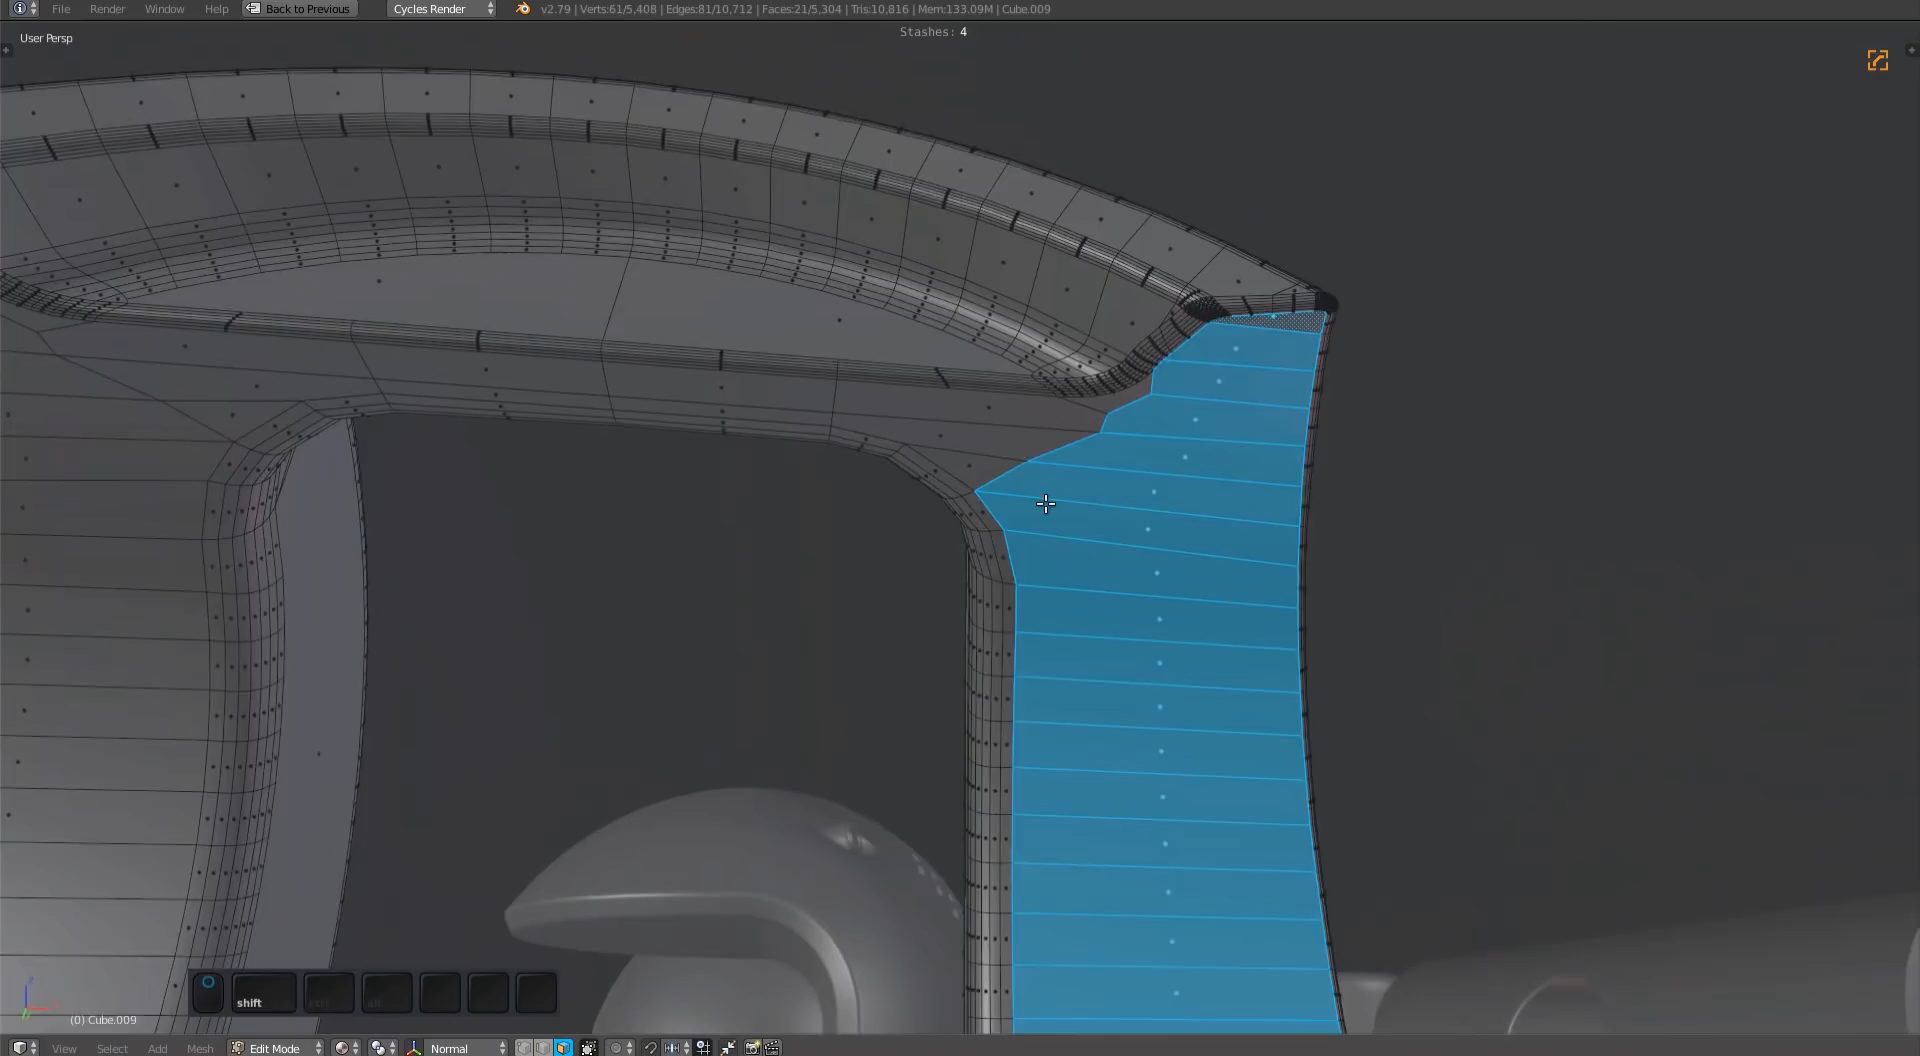 File Render Window Help Back to Previous Cycles Render v2.79 | Verts:61/5,408 | Edges:81/10,712 | Faces:21/5,304 | Tris:10,816 | Mem:133.09M | Cube.009
Stashes: 4
User Persp
shift ctrl alt
(0) Cube.009
View Select Add Mesh Edit Mode Normal